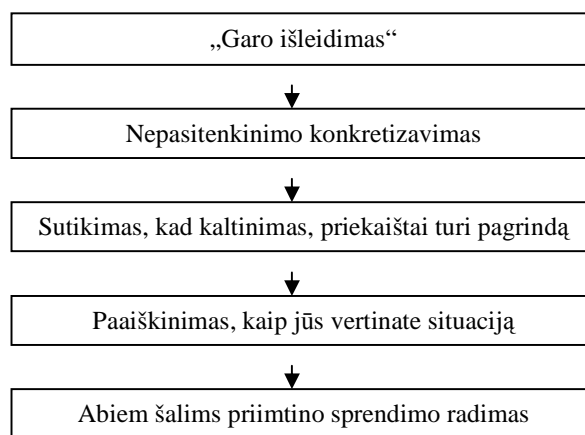 „Garo išleidimas“
Nepasitenkinimo konkretizavimas
Sutikimas, kad kaltinimas, priekaištai turi pagrindą
Paaiškinimas, kaip jūs vertinate situaciją
Abiem šalims priimtino sprendimo radimas